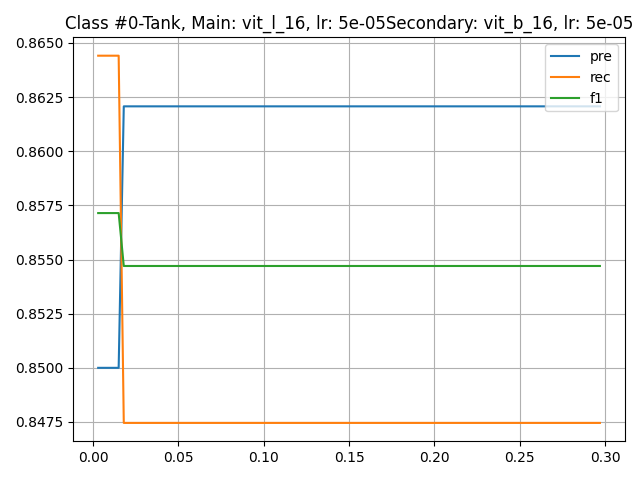 Class #0-Tank, Main: vit_l_16, lr: 5e-05Secondary: vit_b_16, lr: 5e-05
0.8650
0.8625
0.8600
0.8575
0.8550
0.8525
0.8500
0.8475
pre
rec
f1
0.00 0.05 0.10 0.15 0.20 0.25 0.30